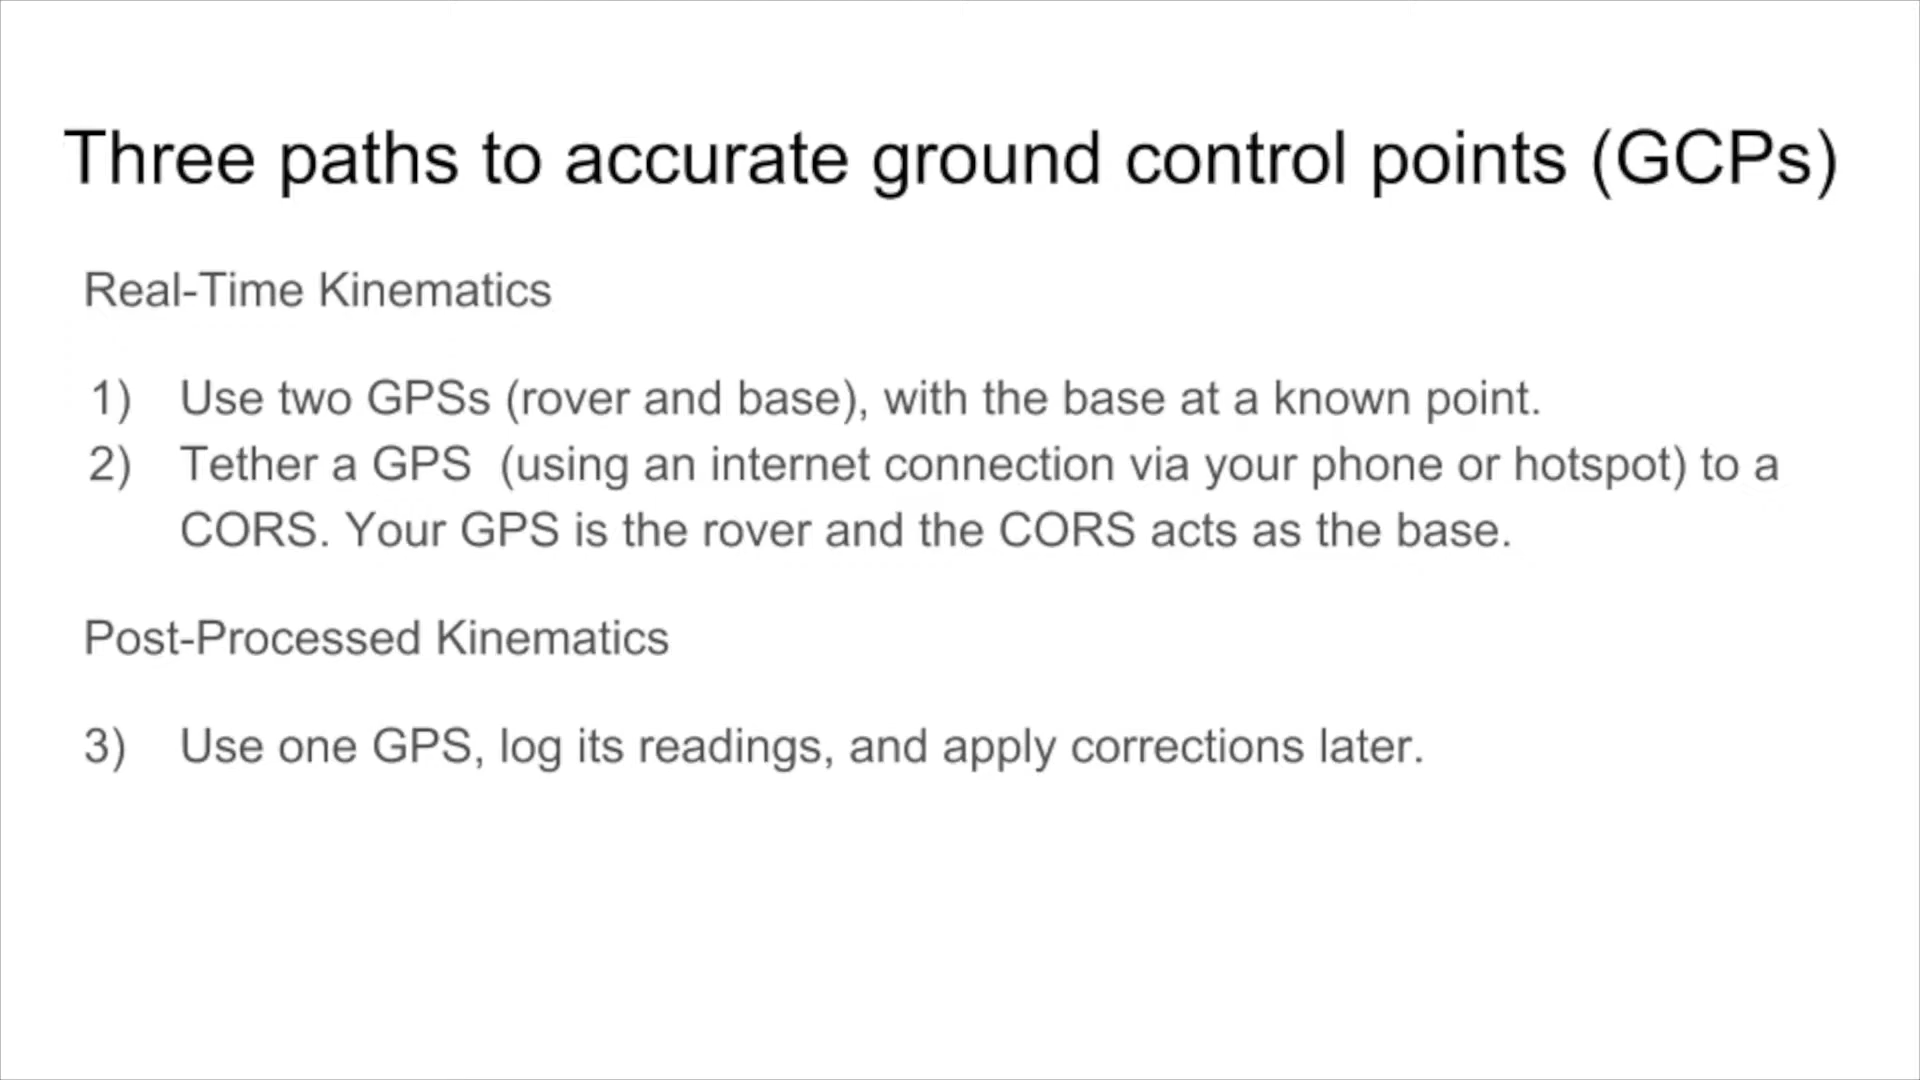 Three paths to accurate ground control points (GCPs)
Real-Time Kinematics
1) Use two GPSs (rover and base), with the base at a known point.
2) Tether a GPS (using an internet connection via your phone or hotspot) to a
CORS. Your GPS is the rover and the CORS acts as the base.
Post-Processed Kinematics
3) Use one GPS, log its readings, and apply corrections later.